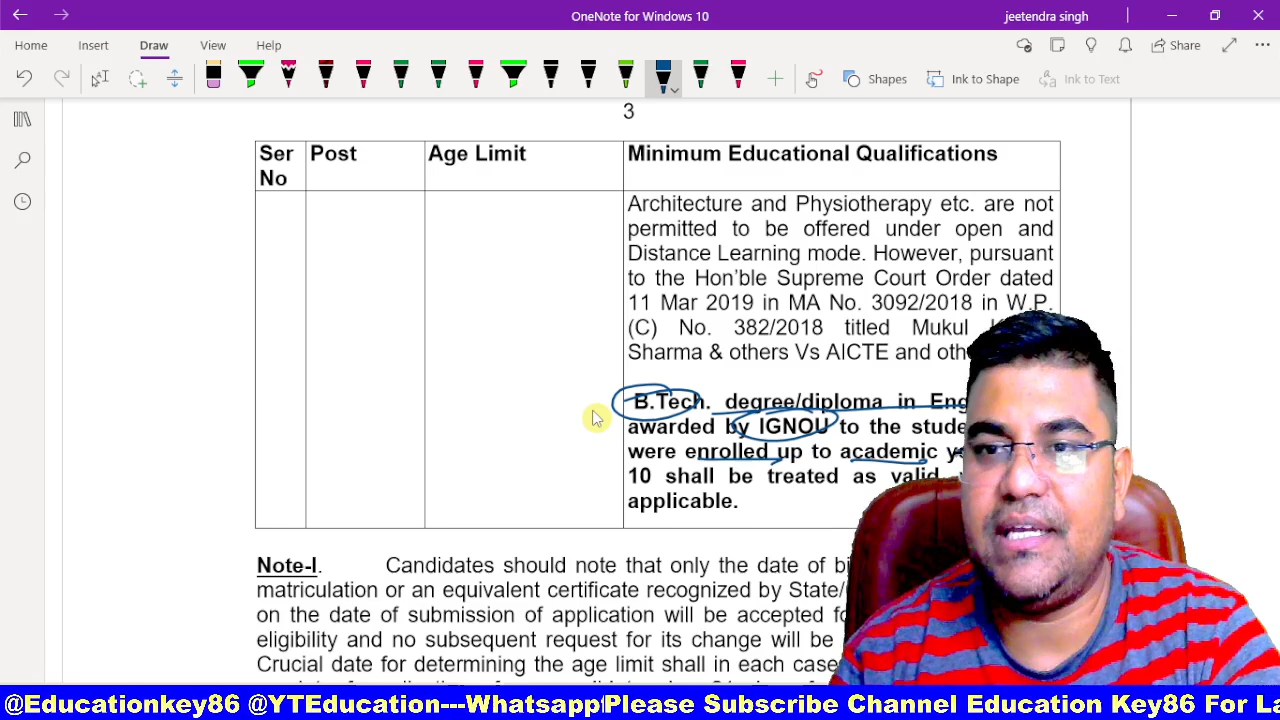 OneNote for Windows 10
jeetendra singh
Home Insert Draw View Help
Share
Shapes
Ink to Shape
Ink to Text
3
Ser No
Post
Age Limit
Minimum Educational Qualifications
Architecture and Physiotherapy etc. are not
permitted to be offered under open and
Distance Learning mode. However, pursuant
to the Hon’ble Supreme Court Order dated
11 Mar 2019 in MA No. 3092/2018 in W.P.
(C) No. 382/2018 titled Mukul
Sharma & others Vs AICTE and
B.Tech. degree/diploma in
awarded by IGNOU to the
were enrolled up to academic
10 shall be treated as valid
applicable.
Note-I. Candidates should note that only the date of
matriculation or an equivalent certificate recognized by
on the date of submission of application will be accepted
eligibility and no subsequent request for its change will be
Crucial date for determining the age limit shall in each case
@Educationkey86 @YTEducation---Whatsapp Please Subscribe Channel Education Key86 For